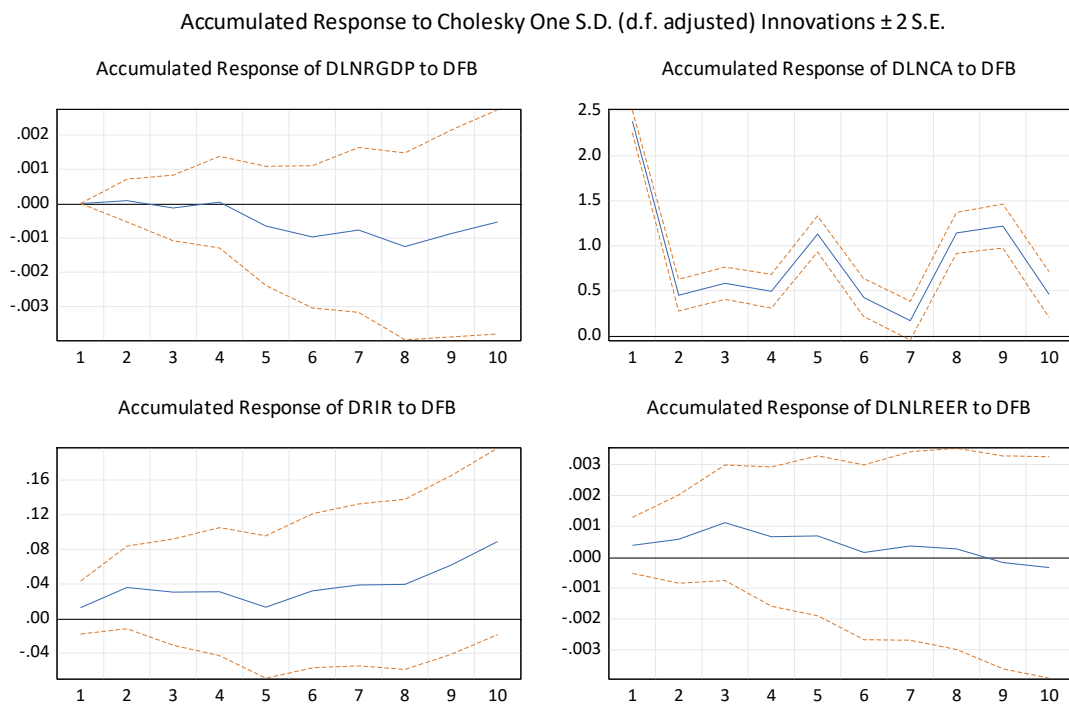 Accumulated Response to Cholesky One S.D. (d.f. adjusted) Innovations ± 2 S.E.
Accumulated Response of DLNRGDP to DFB
.002
.001
.000
-.001
-.002
-.003
1 2 3 4 5 6 7 8 9 10
Accumulated Response of DLNCA to DFB
2.5
2.0
1.5
1.0
0.5
0.0
1 2 3 4 5 6 7 8 9 10
Accumulated Response of DRIR to DFB
.16
.12
.08
.04
.00
-.04
1 2 3 4 5 6 7 8 9 10
Accumulated Response of DLNLREER to DFB
.003
.002
.001
.000
-.001
-.002
-.003
1 2 3 4 5 6 7 8 9 10